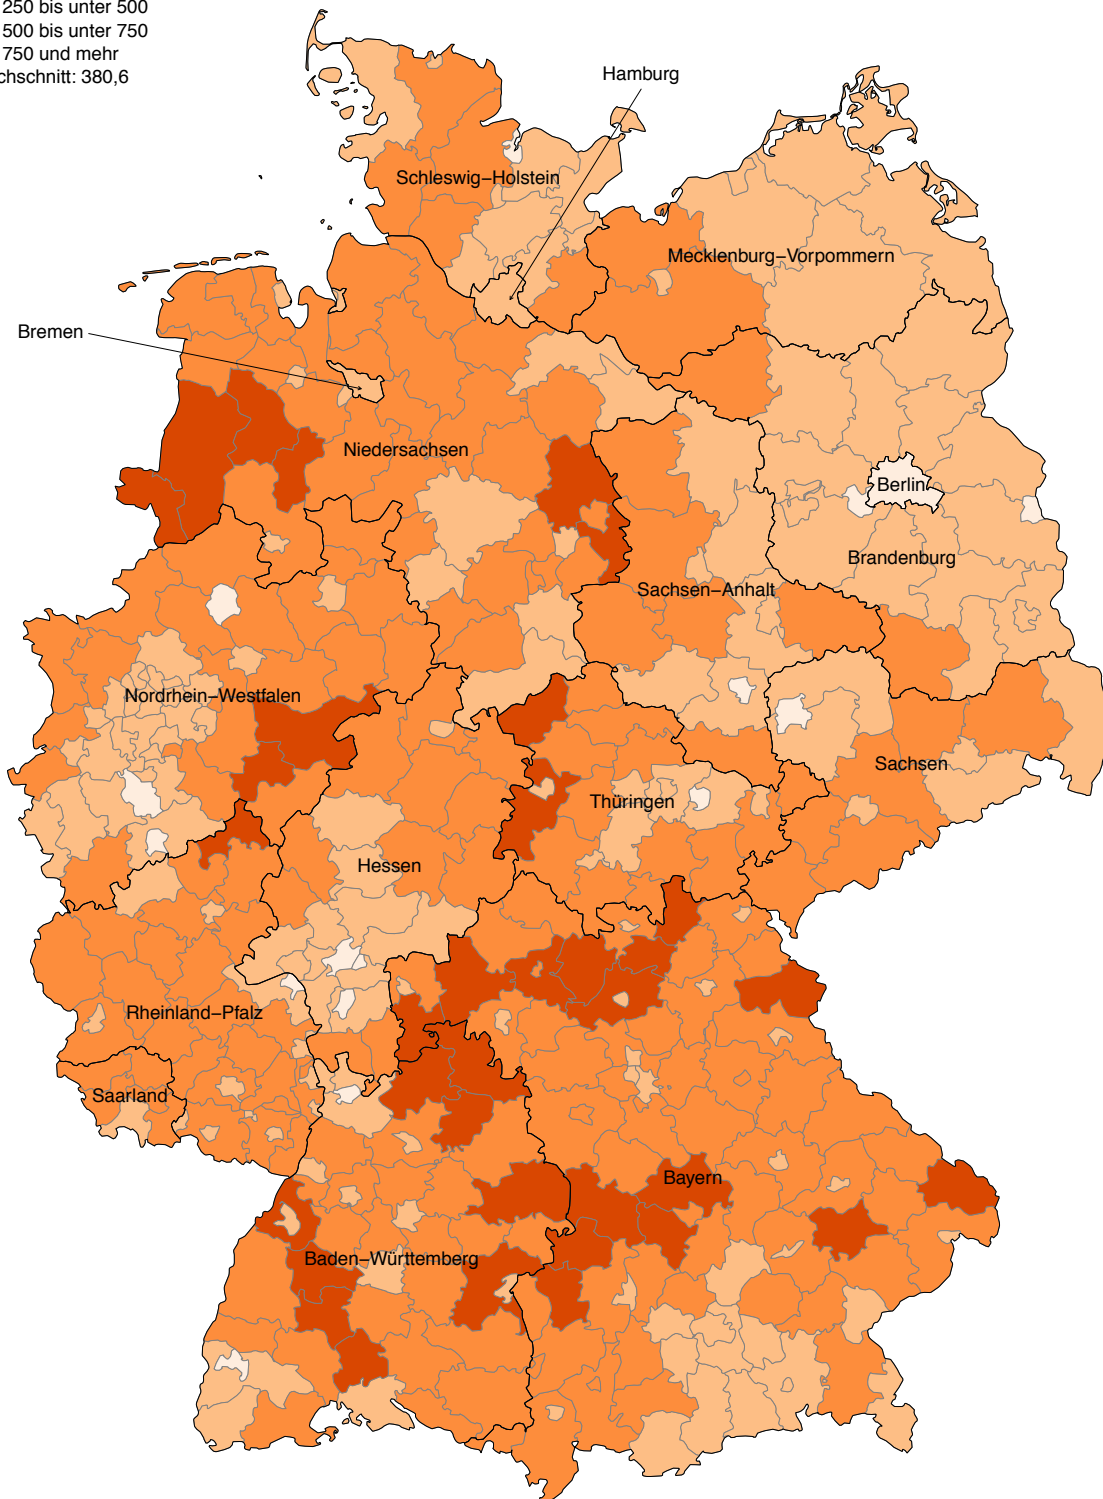 250 bis unter 500
500 bis unter 750
750 und mehr
chschnitt: 380,6
Hamburg
Schleswig−Holstein
Mecklenburg−Vorpommern
Bremen
Niedersachsen
Berlin
Brandenburg
Sachsen−Anhalt
Nordrhein−Westfalen
Sachsen
Thüringen
Hessen
Rheinland−Pfalz
Saarland
Bayern
Baden−Württemberg